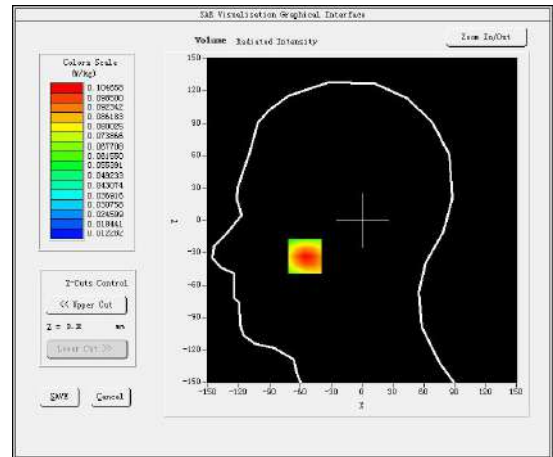 SAR Visualisation Graphical Interface
Volume Radiated Intensity
Zoom In/Out
Colors Scale
(W/kg)
0.104658
0.098500
0.092342
0.086183
0.080025
0.073866
0.067708
0.061550
0.055391
0.049233
0.043074
0.036916
0.030758
0.024599
0.018441
0.012282
150
120
90
60
30
0
-30
-60
-90
-120
-150
Y
-150 -120 -90 -60 -30 0 30 60 90 120 150
X
Z-Cuts Control
<< Upper Cut
mm
Lower Cut >>
SAVE
Cancel